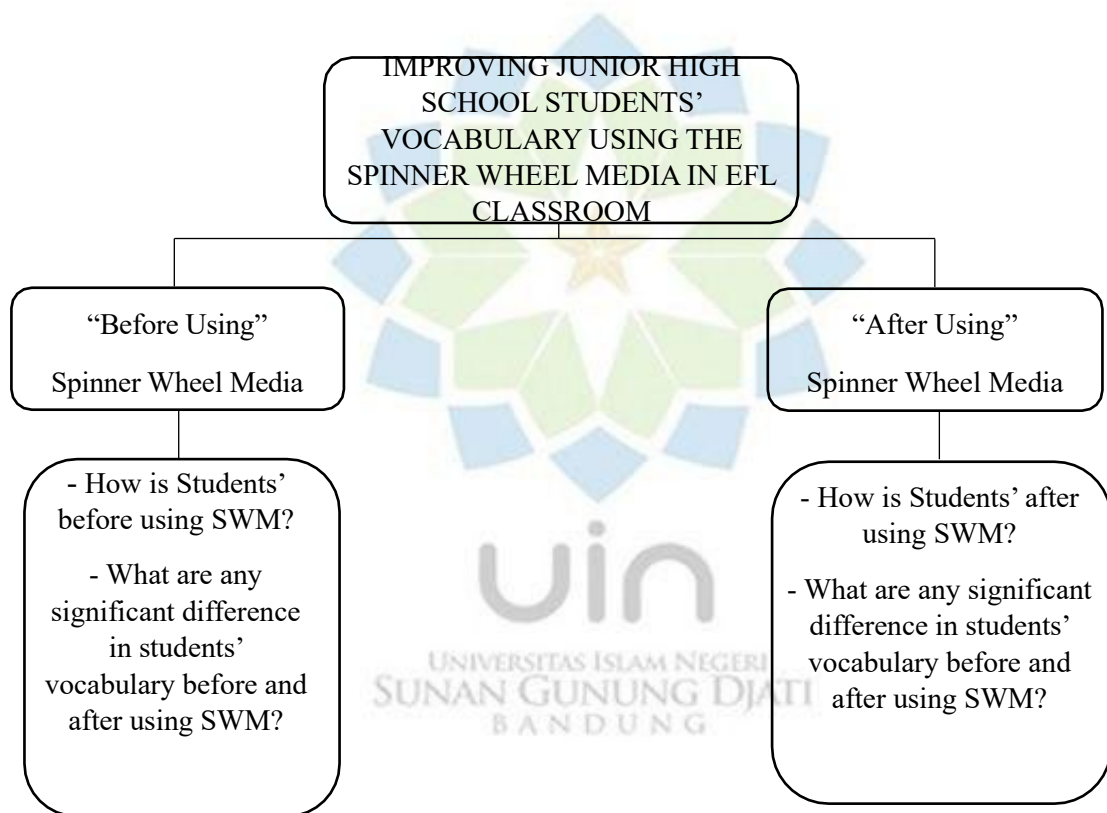 IMPROVING JUNIOR HIGH
SCHOOL STUDENTS’
VOCABULARY USING THE
SPINNER WHEEL MEDIA IN EFL
CLASSROOM
“Before Using”
Spinner Wheel Media
“After Using”
Spinner Wheel Media
- How is Students’
before using SWM?
- What are any
significant difference
in students’
vocabulary before and
after using SWM?
- How is Students’ after
using SWM?
- What are any significant
difference in students’
vocabulary before and
after using SWM?
uin
UNIVERSITAS ISLAM NEGERI
SUNAN GUNUNG DJATI
BANDUNG